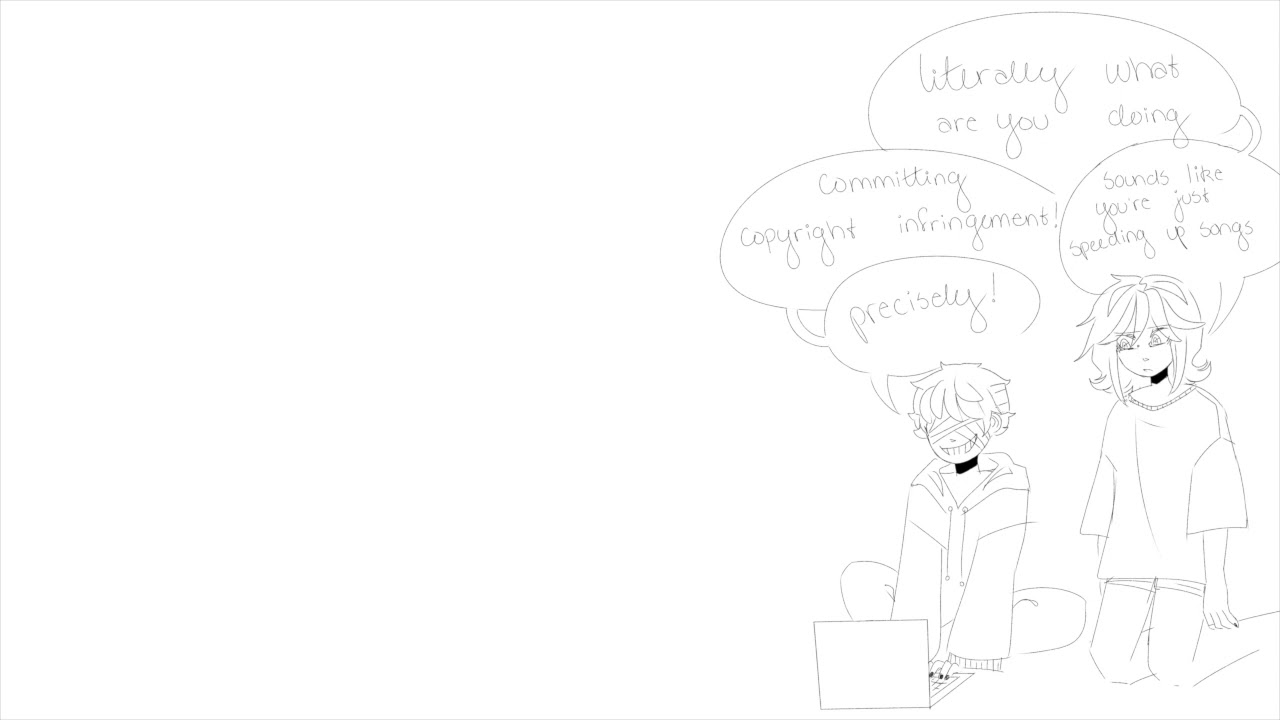 literally what
are you doing
committing
copyright infringement!
sounds like
you're just
speeding up songs
precisely!